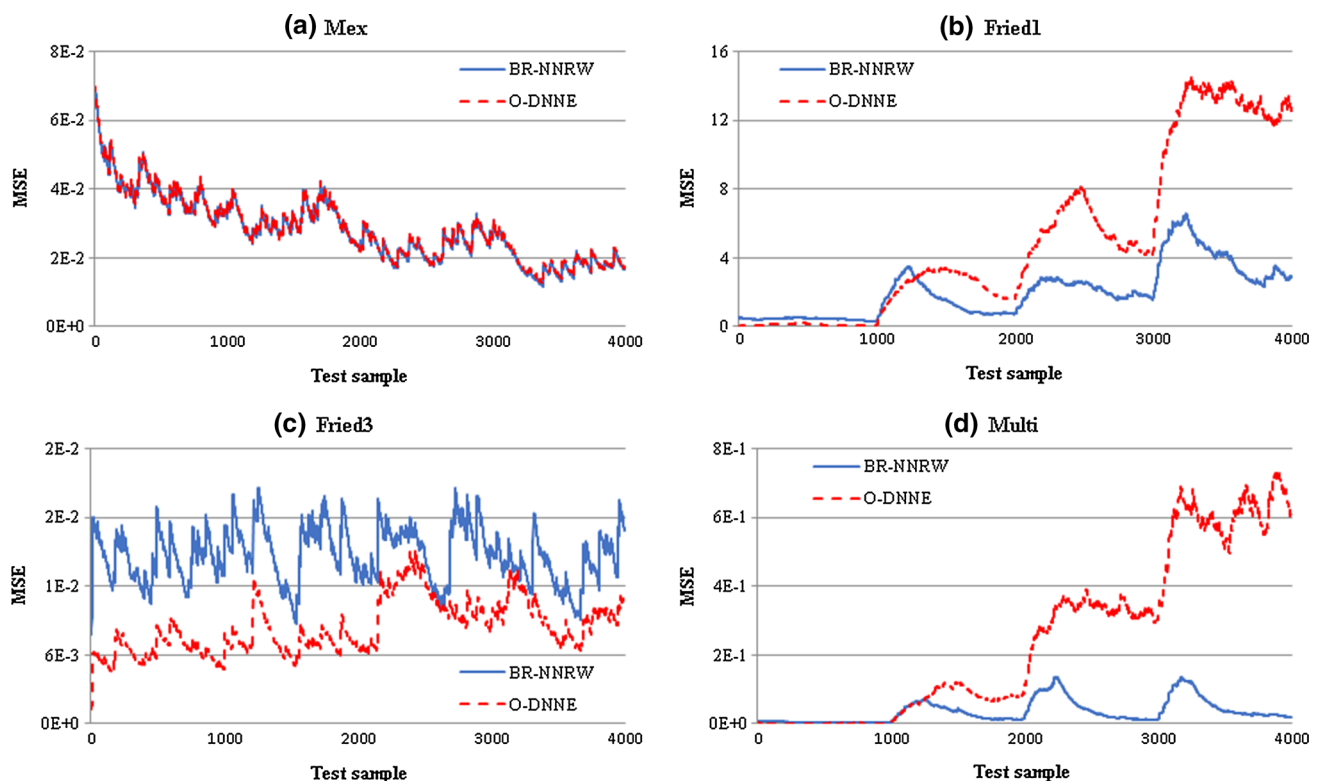 (a) Mex
8E-2
6E-2
4E-2
2E-2
0E+0
MSE
BR-NNRW
O-DNNE
0 1000 2000 3000 4000
Test sample
(b) Fried1
16
12
8
4
0
MSE
BR-NNRW
O-DNNE
0 1000 2000 3000 4000
Test sample
(c) Fried3
2E-2
2E-2
1E-2
6E-3
0E+0
MSE
BR-NNRW
O-DNNE
0 1000 2000 3000 4000
Test sample
(d) Multi
8E-1
6E-1
4E-1
2E-1
0E+0
MSE
BR-NNRW
O-DNNE
0 1000 2000 3000 4000
Test sample